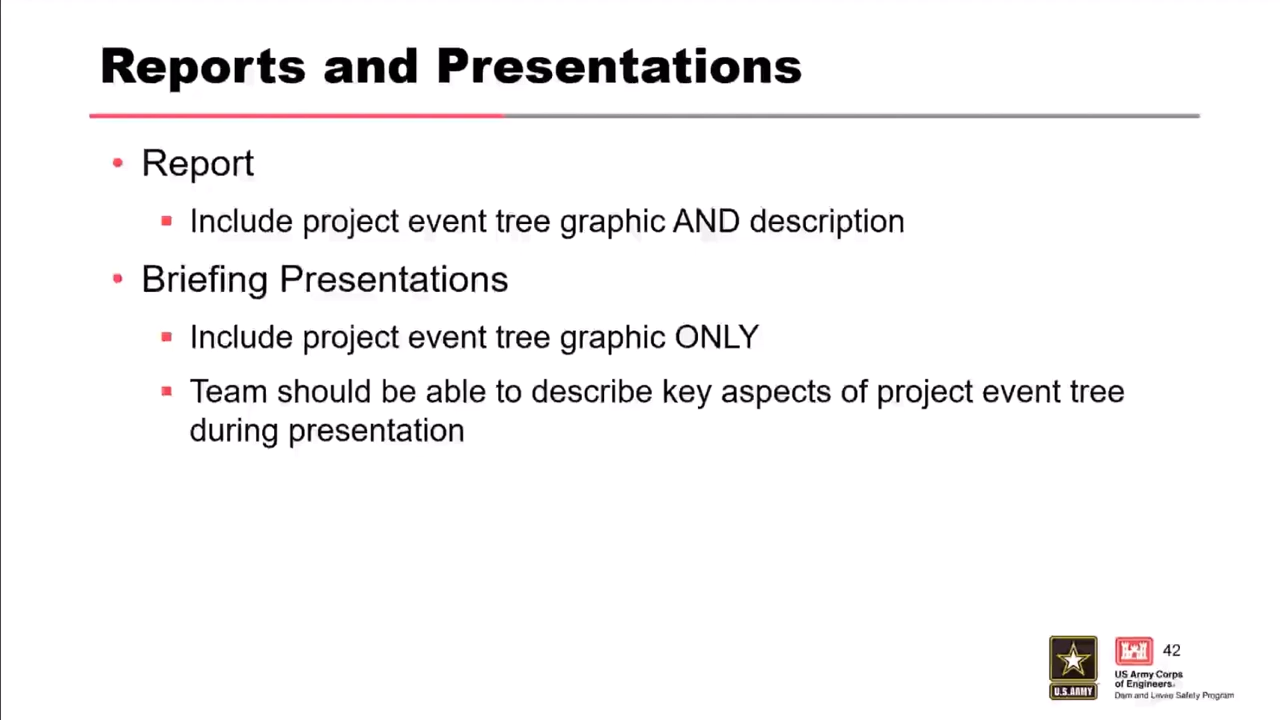 Reports and Presentations
• Report
▪ Include project event tree graphic AND description
• Briefing Presentations
▪ Include project event tree graphic ONLY
▪ Team should be able to describe key aspects of project event tree
during presentation
42
U.S. ARMY
US Army Corps
of Engineers.
Dam and Levee Safety Program